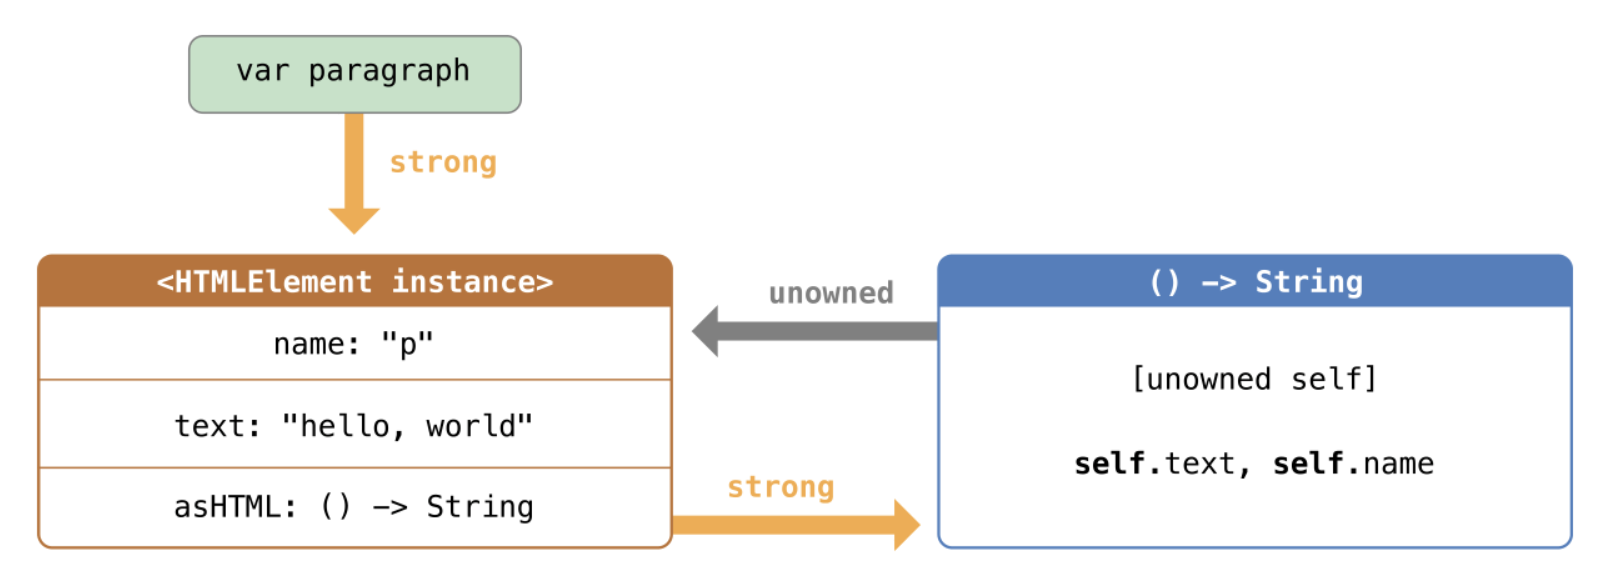 var paragraph
strong
<HTMLElement instance>
name: "p"
text: "hello, world"
asHTML: () -> String
unowned
strong
() -> String
[unowned self]
self.text, self.name